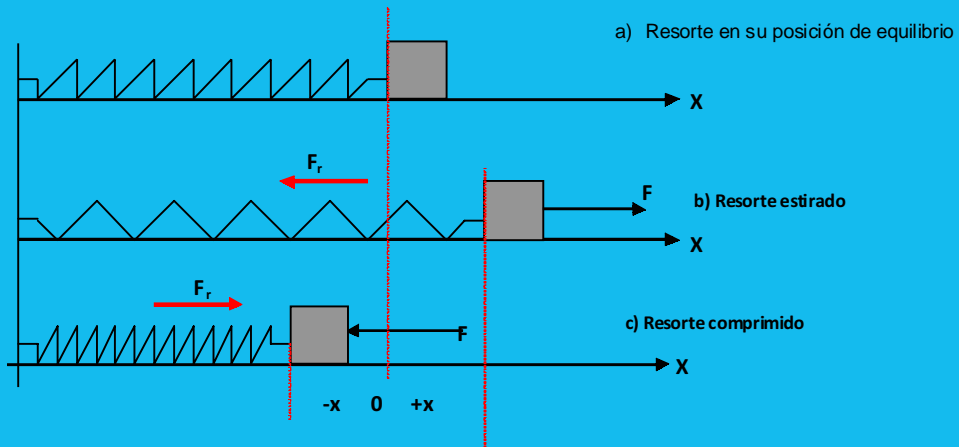 a) Resorte en su posición de equilibrio
X
Fr
F
b) Resorte estirado
X
Fr
F
c) Resorte comprimido
X
-x 0 +x